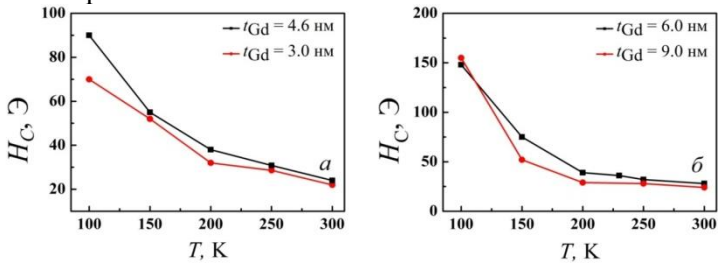 100
80
60
40
20
H_C, Э
t_Gd = 4.6 нм
t_Gd = 3.0 нм
а
100 150 200 250 300
T, K
200
150
100
50
0
H_C, Э
t_Gd = 6.0 нм
t_Gd = 9.0 нм
б
100 150 200 250 300
T, K